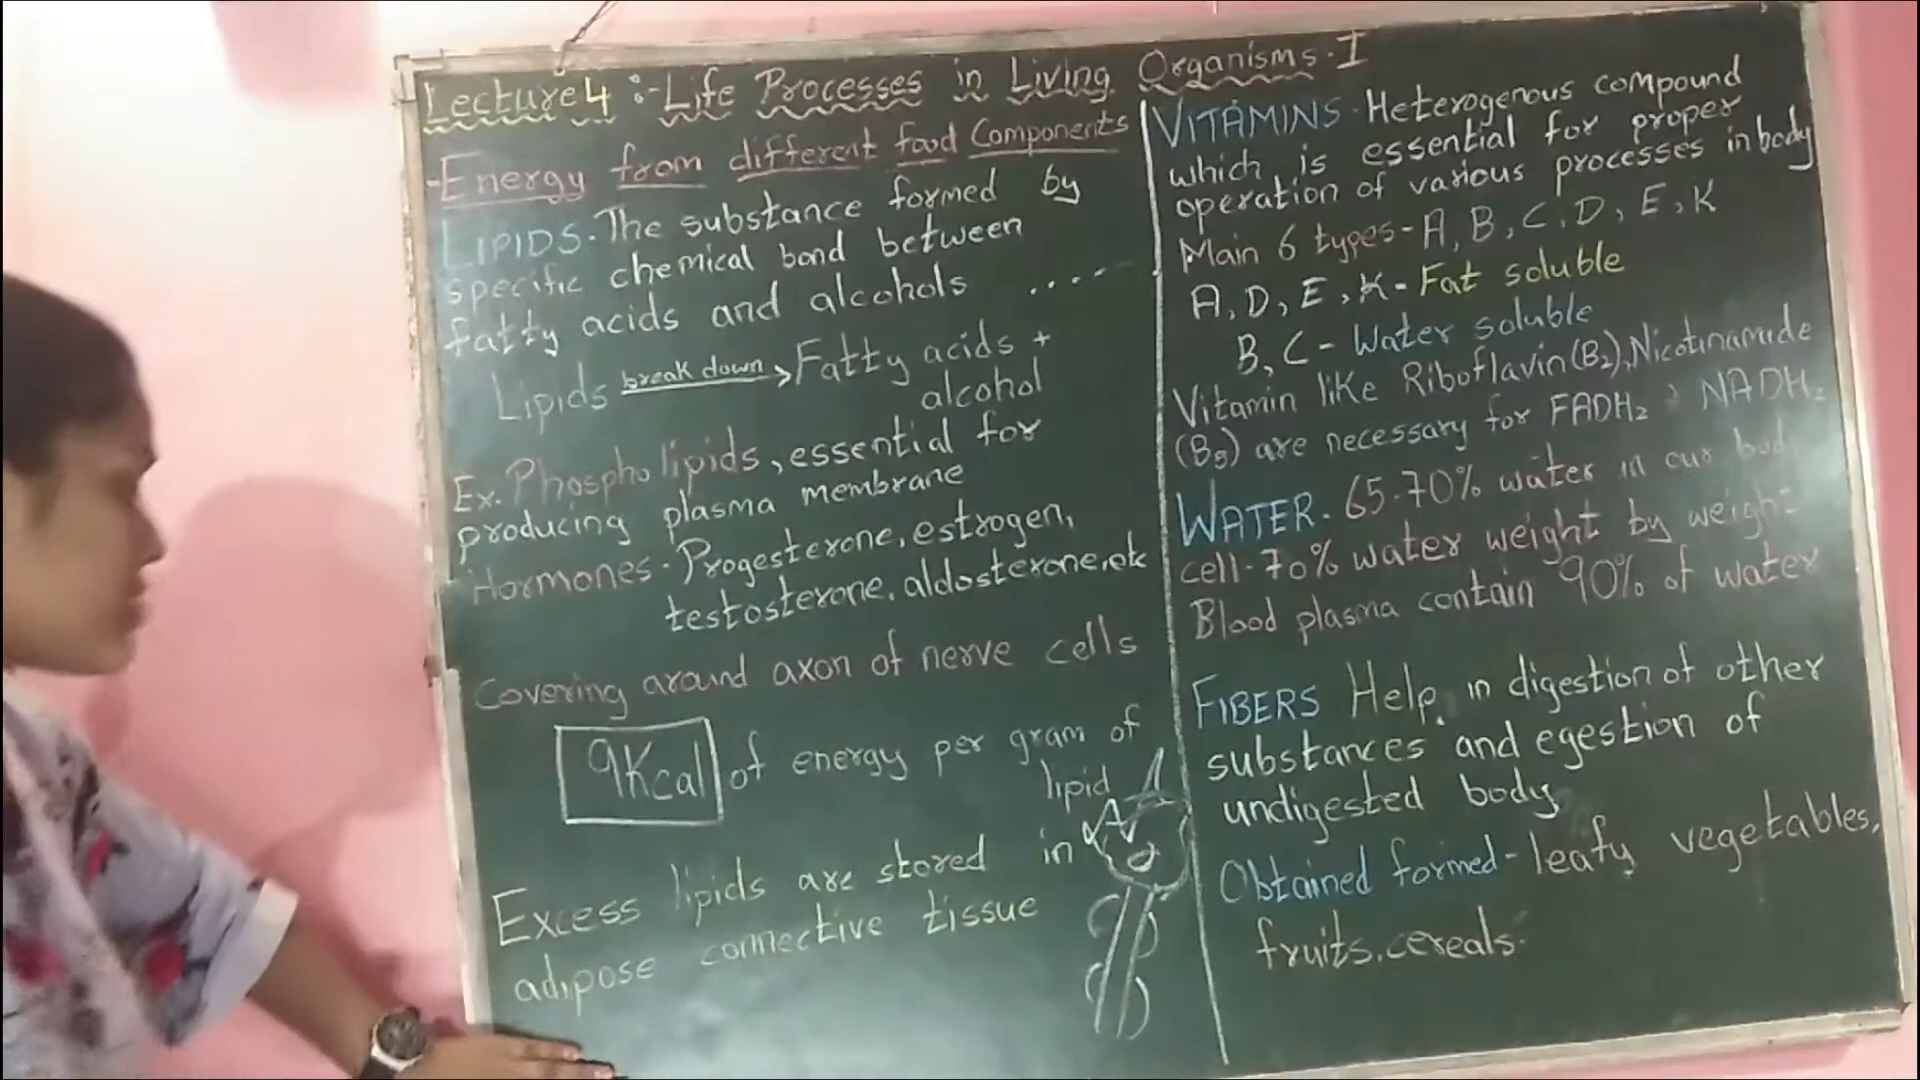 Lecture 4 :- Life Processes in Living Organisms - I
- Energy from different food Components
LIPIDS - The substance formed by
specific chemical bond between
fatty acids and alcohols .....
Lipids break down → Fatty acids +
alcohol
Ex. Phospho lipids, essential for
producing plasma membrane
Hormones - Progesterone, estrogen,
testosterone, aldosterone, etc
Covering around axon of nerve cells
9Kcal of energy per gram of
lipid
Excess lipids are stored in
adipose connective tissue
VITAMINS - Heterogenous compound
which is essential for proper
operation of various processes in body
Main 6 types - A, B, C, D, E, K
A, D, E, K - Fat soluble
B, C - Water soluble
Vitamin like Riboflavin (B2), Nicotinamide
(B3) are necessary for FADH2 NADH2
WATER - 65-70% water in our body
cell - 70% water weight by weight
Blood plasma contain 90% of water
FIBERS Help in digestion of other
substances and egestion of
undigested body
Obtained formed - leafy vegetables,
fruits, cereals.